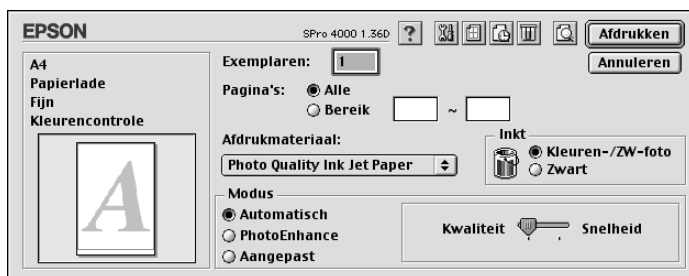 EPSON
SPro 4000 1.36D
?
Afdrukken
A4
Papierlade
Fijn
Kleurencontrole
A
Exemplaren: 1
Annuleren
Pagina's: Alle
Bereik ~
Afdrukmateriaal:
Photo Quality Ink Jet Paper
Inkt
Kleuren-/ZW-foto
Zwart
Modus
Automatisch
PhotoEnhance
Aangepast
Kwaliteit Snelheid